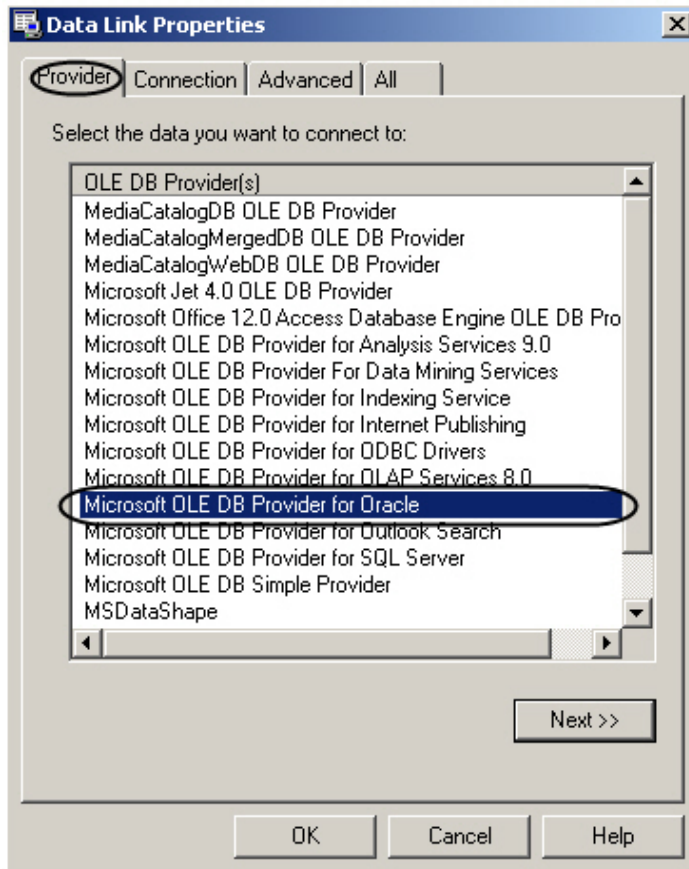 Data Link Properties
Provider Connection Advanced All
Select the data you want to connect to:
OLE DB Provider(s)
MediaCatalogDB OLE DB Provider
MediaCatalogMergedDB OLE DB Provider
MediaCatalogWebDB OLE DB Provider
Microsoft Jet 4.0 OLE DB Provider
Microsoft Office 12.0 Access Database Engine OLE DB Pro
Microsoft OLE DB Provider for Analysis Services 9.0
Microsoft OLE DB Provider For Data Mining Services
Microsoft OLE DB Provider for Indexing Service
Microsoft OLE DB Provider for Internet Publishing
Microsoft OLE DB Provider for ODBC Drivers
Microsoft OLE DB Provider for OLAP Services 8.0
Microsoft OLE DB Provider for Oracle
Microsoft OLE DB Provider for Outlook Search
Microsoft OLE DB Provider for SQL Server
Microsoft OLE DB Simple Provider
MSDataShape
Next >>
OK Cancel Help